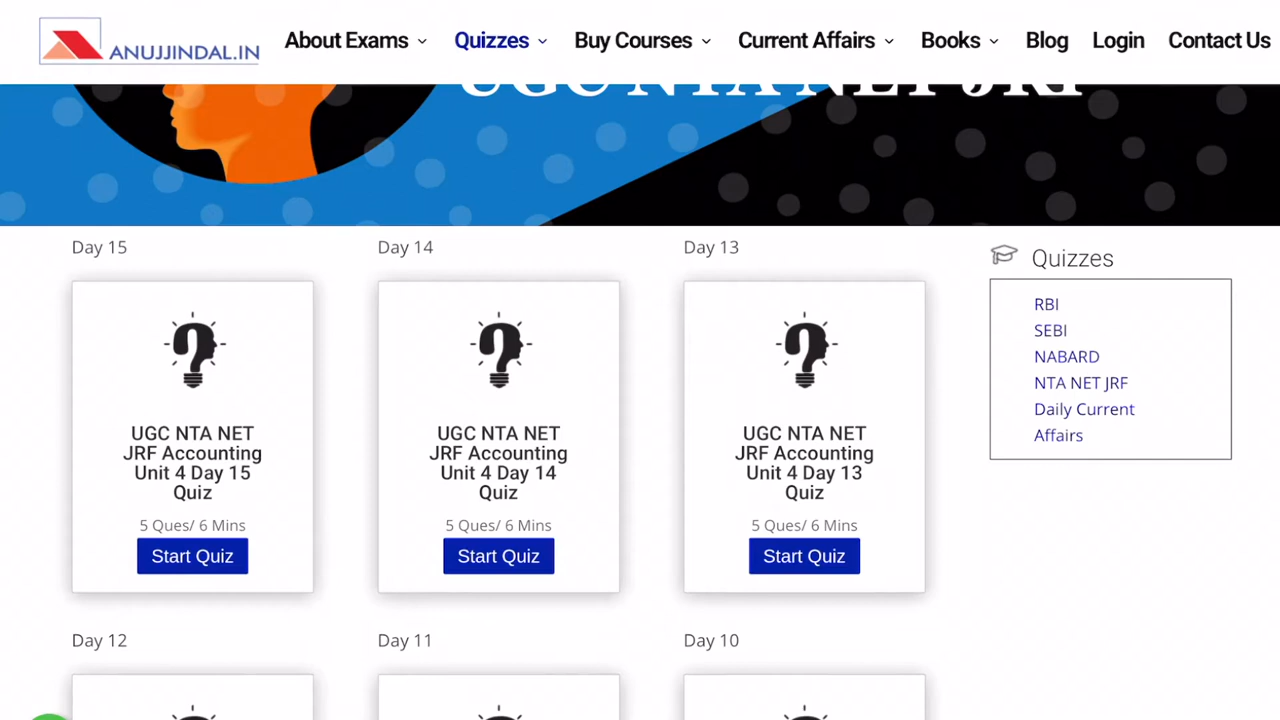 ANUJJINDAL.IN
About Exams
Quizzes
Buy Courses
Current Affairs
Books
Blog
Login
Contact Us
UGC NTA NET JRF
Day 15
Day 14
Day 13
UGC NTA NET
JRF Accounting
Unit 4 Day 15
Quiz
5 Ques/ 6 Mins
Start Quiz
UGC NTA NET
JRF Accounting
Unit 4 Day 14
Quiz
5 Ques/ 6 Mins
Start Quiz
UGC NTA NET
JRF Accounting
Unit 4 Day 13
Quiz
5 Ques/ 6 Mins
Start Quiz
Quizzes
RBI
SEBI
NABARD
NTA NET JRF
Daily Current
Affairs
Day 12
Day 11
Day 10